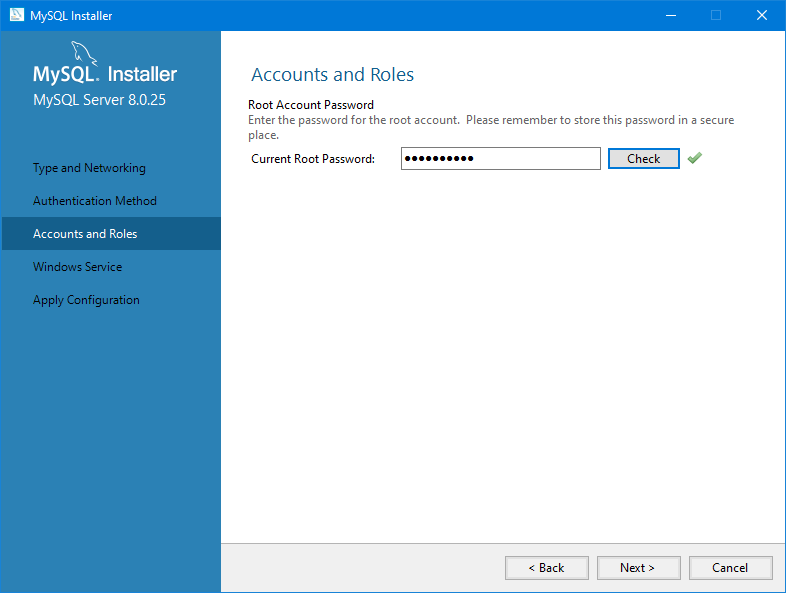 MySQL Installer
MySQL® Installer
MySQL Server 8.0.25
Type and Networking
Authentication Method
Accounts and Roles
Windows Service
Apply Configuration
Accounts and Roles
Root Account Password
Enter the password for the root account. Please remember to store this password in a secure
place.
Current Root Password:
●●●●●●●●●●
Check
< Back
Next >
Cancel